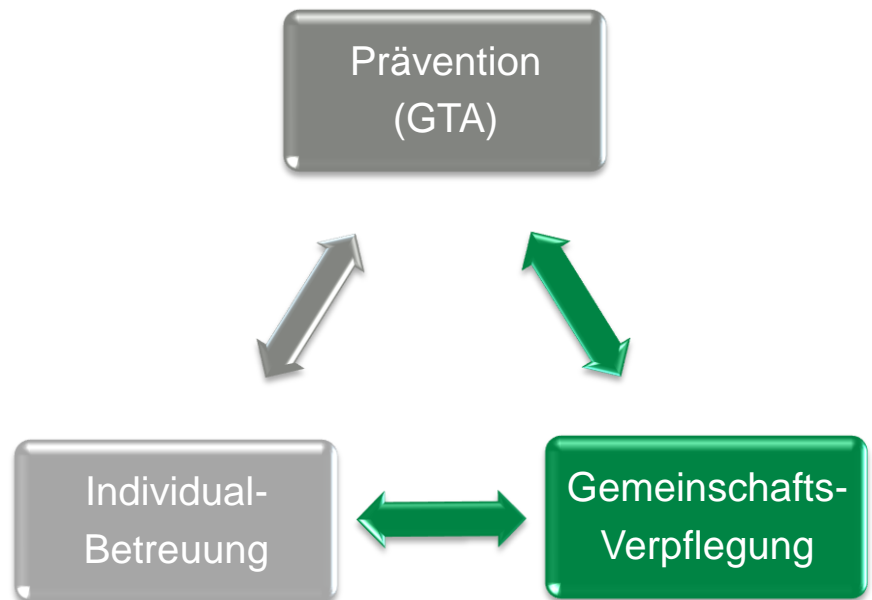 Prävention
(GTA)
Individual-
Betreuung
Gemeinschafts-
Verpflegung